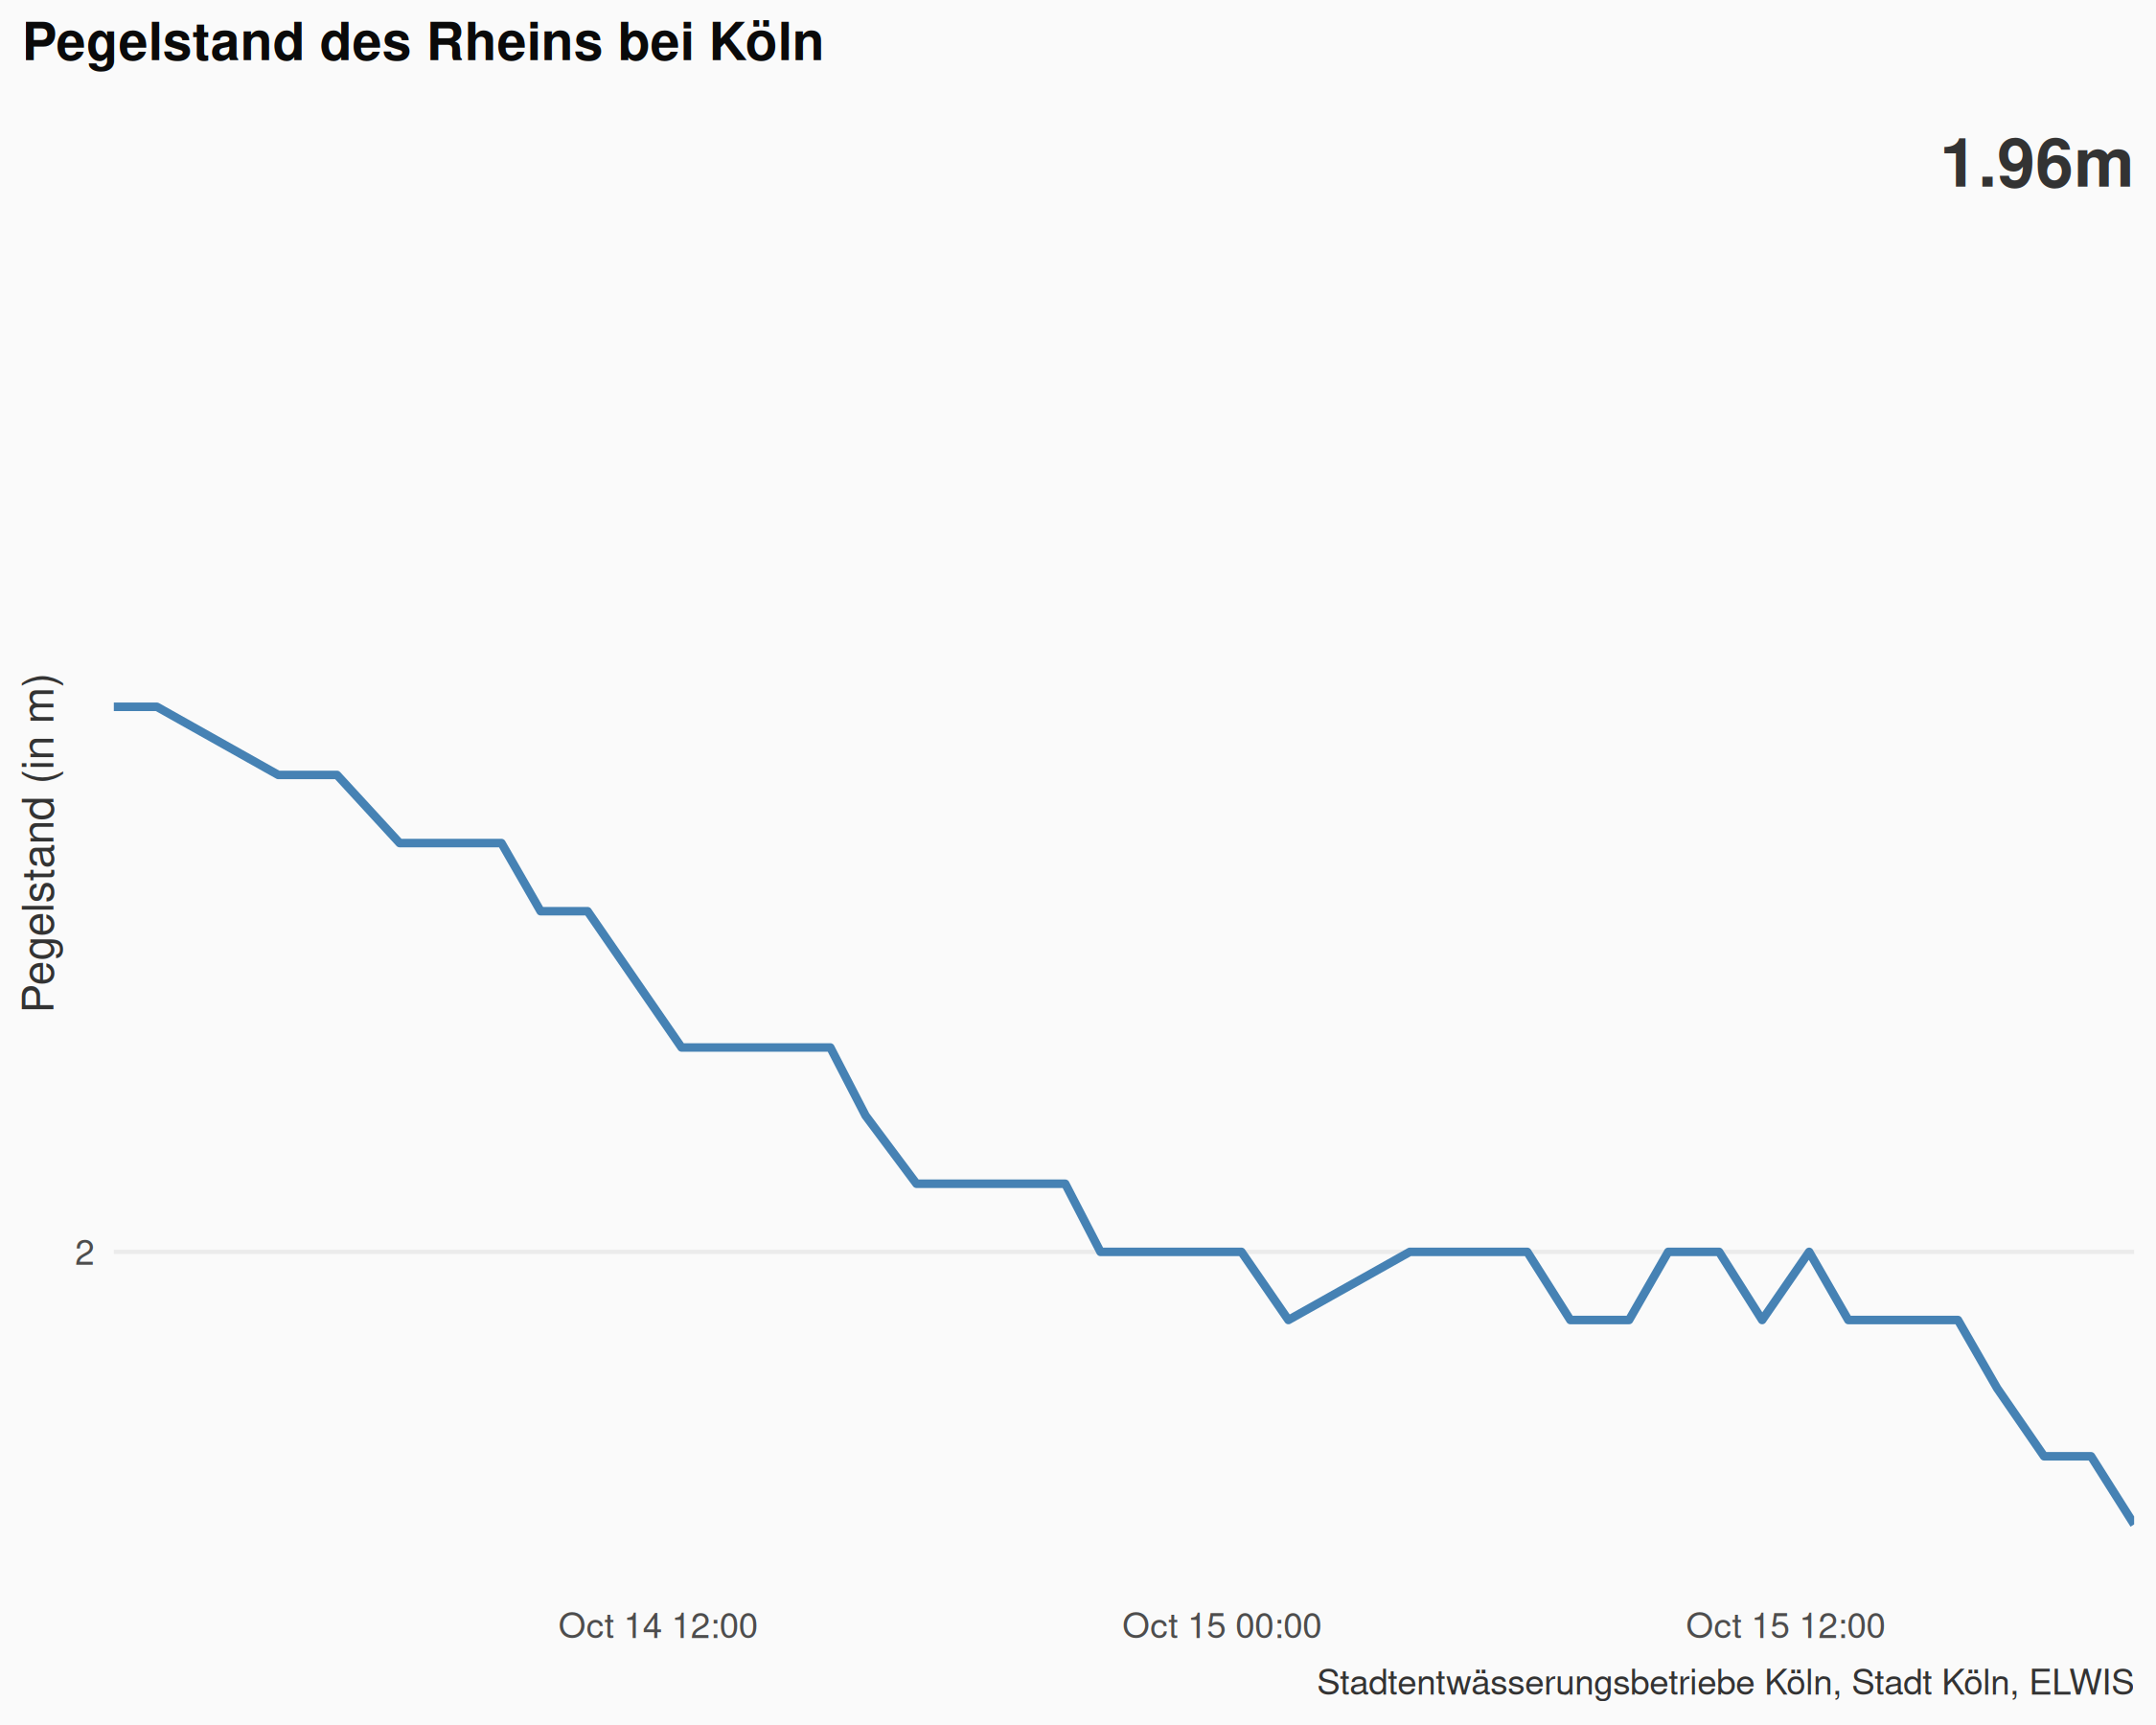 Pegelstand des Rheins bei Köln
1.96m
Pegelstand (in m)
2
Oct 14 12:00
Oct 15 00:00
Oct 15 12:00
Stadtentwässerungsbetriebe Köln, Stadt Köln, ELWIS